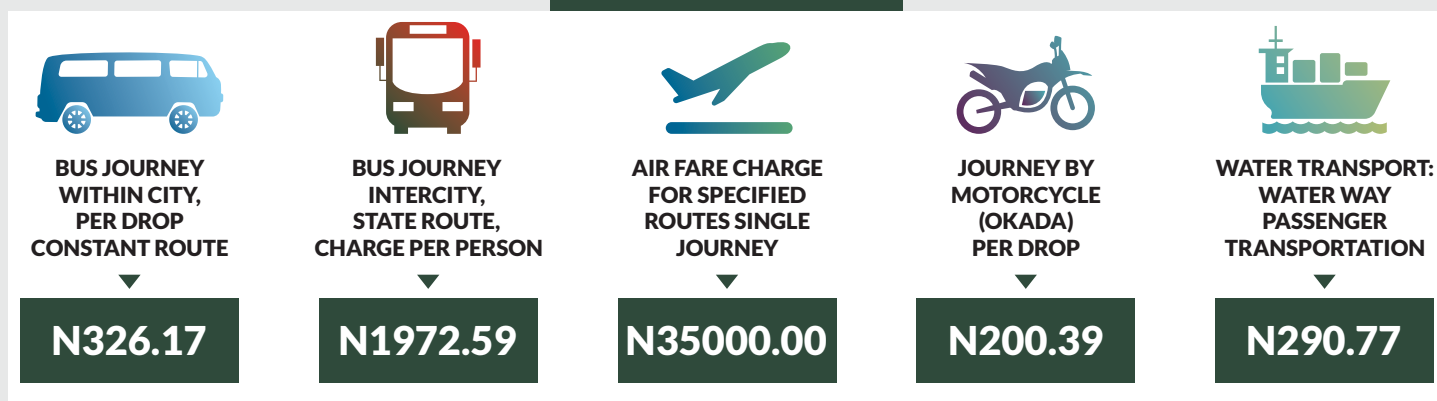 BUS JOURNEY
WITHIN CITY,
PER DROP
CONSTANT ROUTE
N326.17
BUS JOURNEY
INTERCITY,
STATE ROUTE,
CHARGE PER PERSON
N1972.59
AIR FARE CHARGE
FOR SPECIFIED
ROUTES SINGLE
JOURNEY
N35000.00
JOURNEY BY
MOTORCYCLE
(OKADA)
PER DROP
N200.39
WATER TRANSPORT:
WATER WAY
PASSENGER
TRANSPORTATION
N290.77